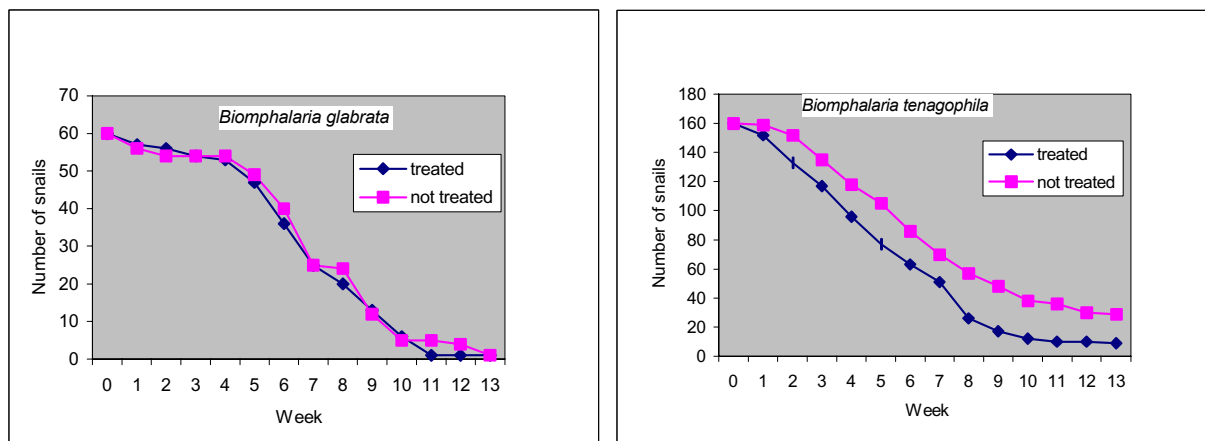 Biomphalaria glabrata
Number of snails
70
60
50
40
30
20
10
0
0 1 2 3 4 5 6 7 8 9 10 11 12 13
Week
treated
not treated
Biomphalaria tenagophila
Number of snails
180
160
140
120
100
80
60
40
20
0
0 1 2 3 4 5 6 7 8 9 10 11 12 13
Week
treated
not treated